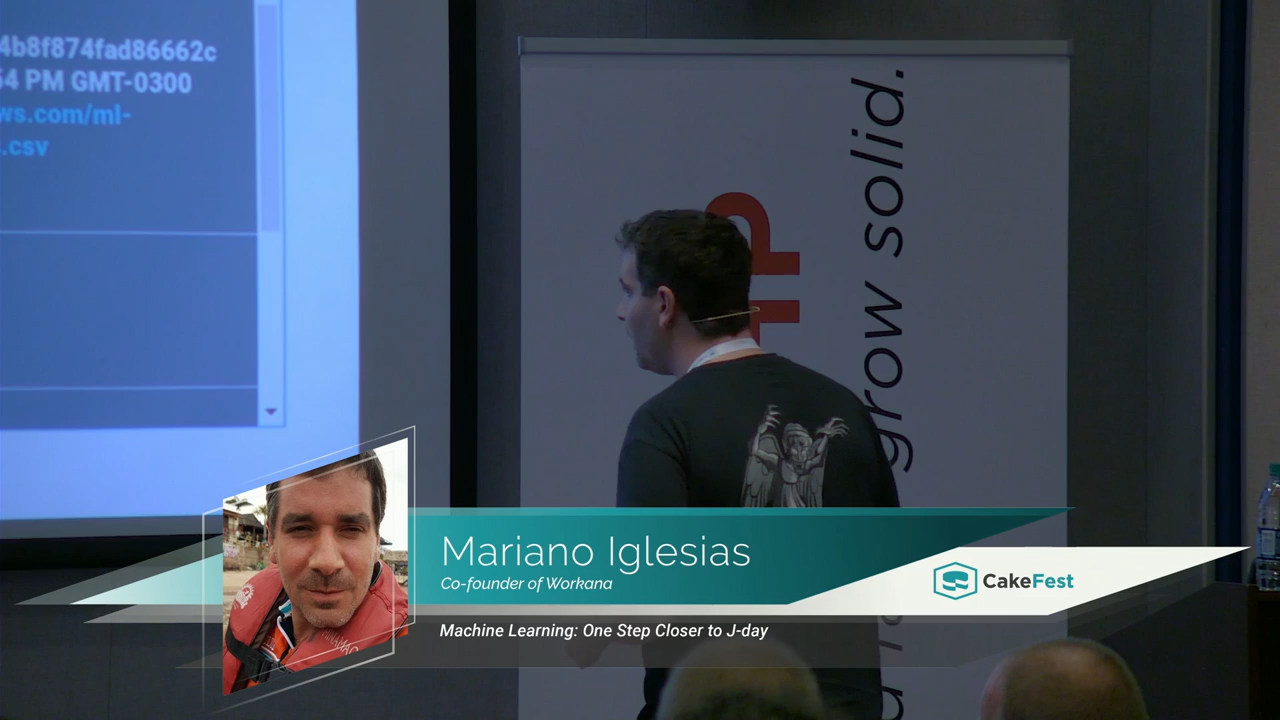 4b8f874fad86662c
54 PM GMT-0300
ws.com/ml-
.csv
grow solid.
Mariano Iglesias
Co-founder of Workana
CakeFest
Machine Learning: One Step Closer to J-day